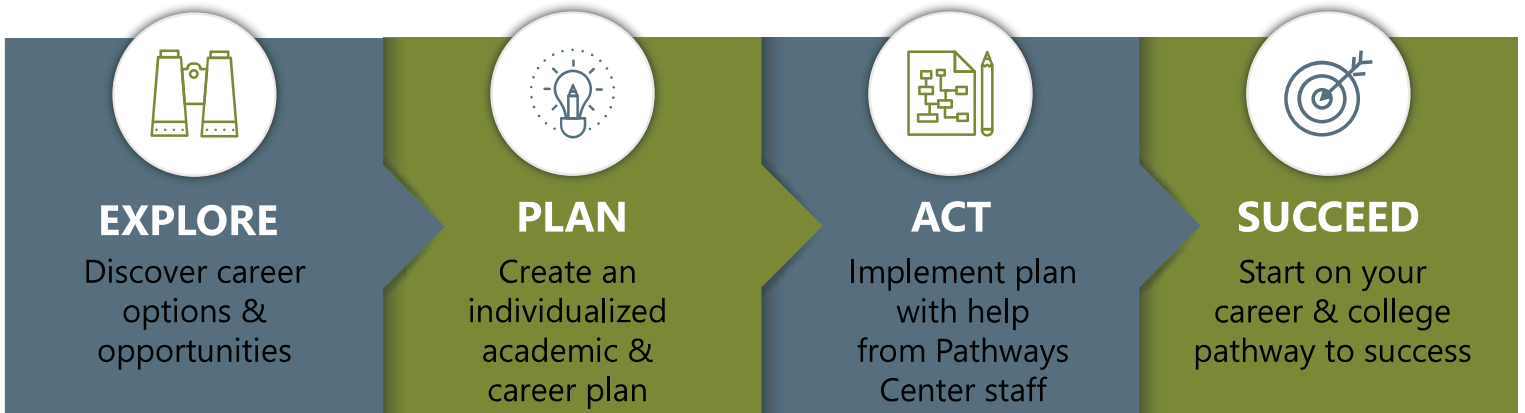 EXPLORE
Discover career
options &
opportunities
PLAN
Create an
individualized
academic &
career plan
ACT
Implement plan
with help
from Pathways
Center staff
SUCCEED
Start on your
career & college
pathway to success